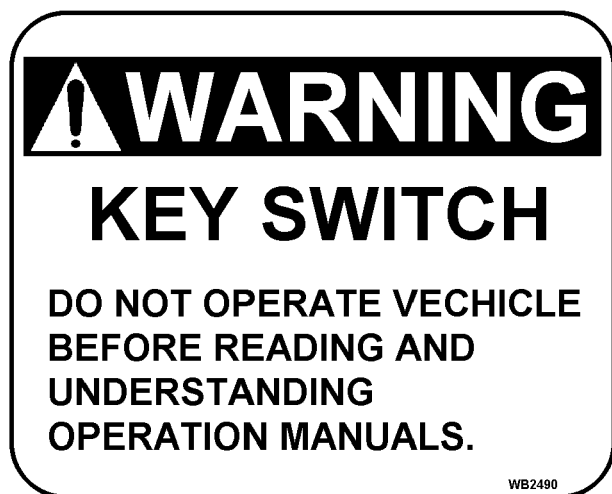 WARNING
KEY SWITCH
DO NOT OPERATE VECHICLE
BEFORE READING AND
UNDERSTANDING
OPERATION MANUALS.
WB2490